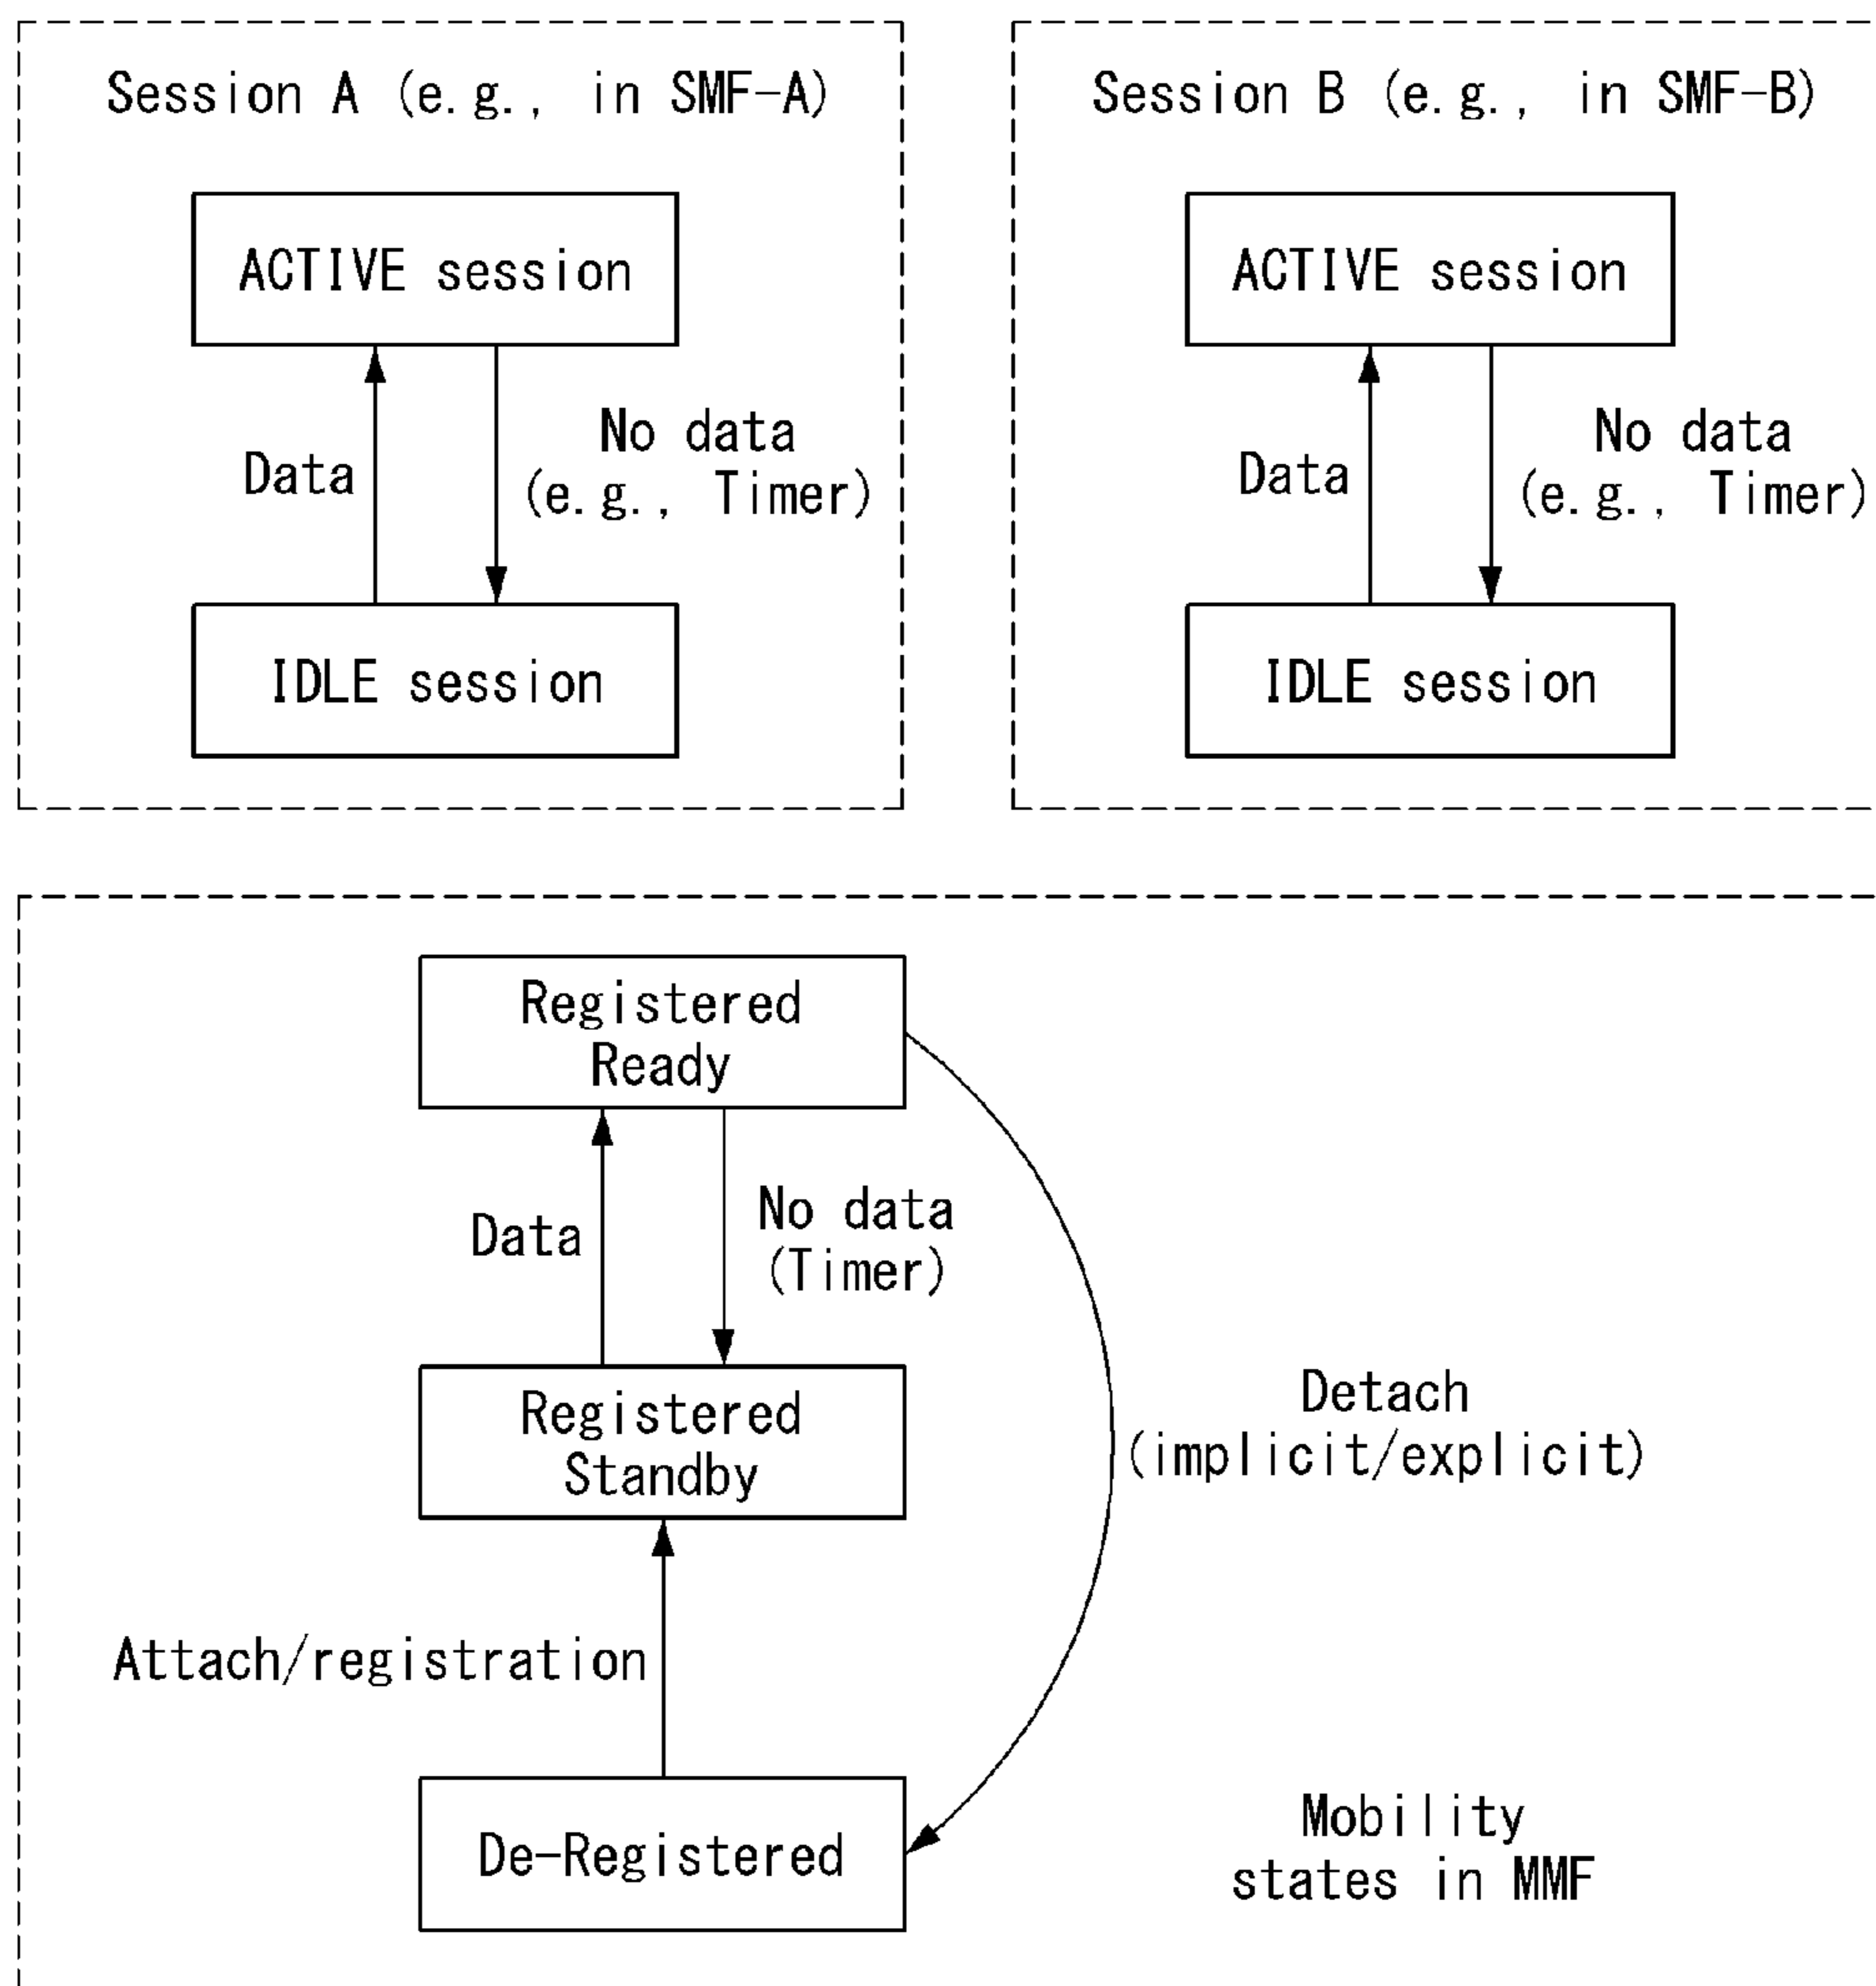 Session A (e.g., in SMF-A)
ACTIVE session
Data
No data
(e.g., Timer)
IDLE session
Session B (e.g., in SMF-B)
ACTIVE session
Data
No data
(e.g., Timer)
IDLE session
Registered
Ready
Data
No data
(Timer)
Registered
Standby
Detach
(implicit/explicit)
Attach/registration
De-Registered
Mobility
states in MMF